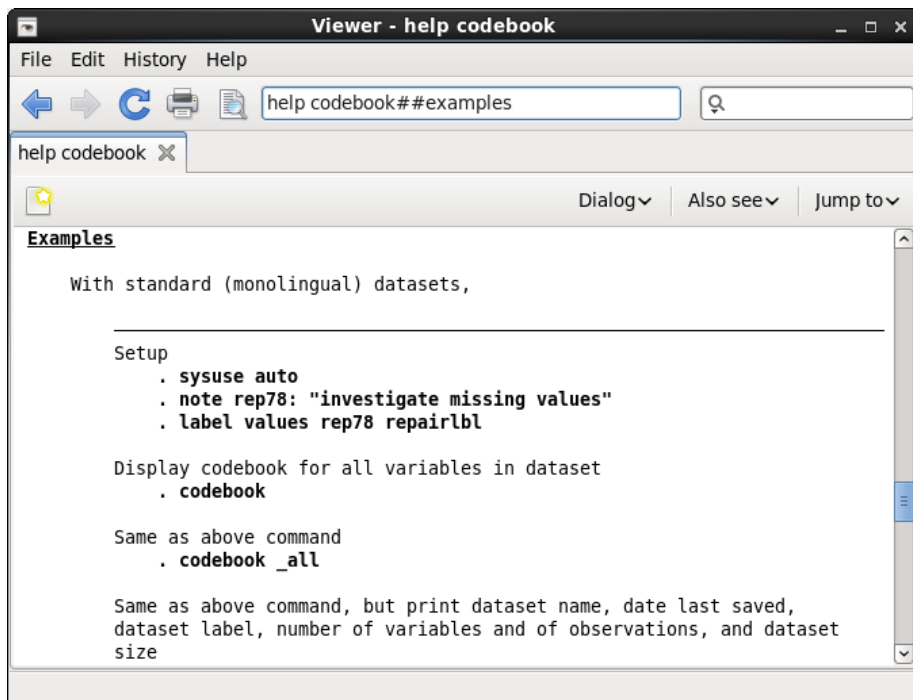 Viewer - help codebook
File Edit History Help
help codebook##examples
help codebook
Dialog Also see Jump to
Examples
With standard (monolingual) datasets,
Setup
. sysuse auto
. note rep78: "investigate missing values"
. label values rep78 repairlbl
Display codebook for all variables in dataset
. codebook
Same as above command
. codebook _all
Same as above command, but print dataset name, date last saved,
dataset label, number of variables and of observations, and dataset
size